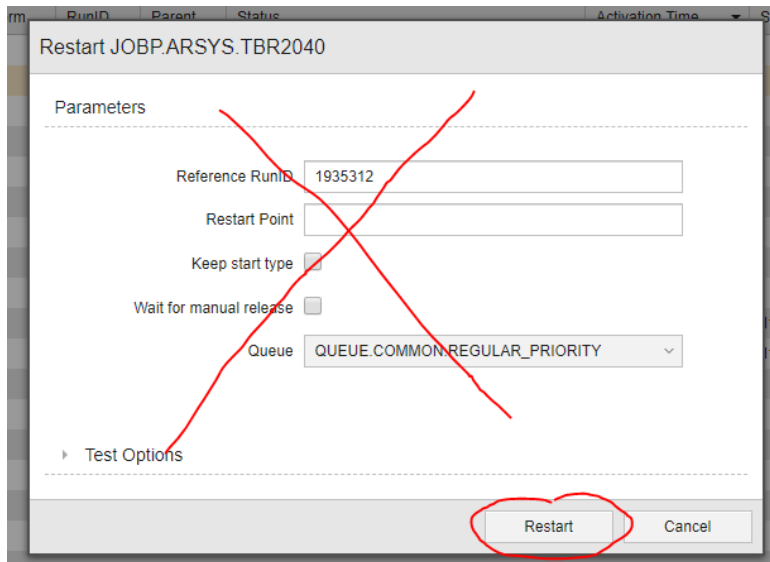 RunID Parent Status Activation Time
Restart JOBP.ARSYS.TBR2040
Parameters
Reference RunID 1935312
Restart Point
Keep start type
Wait for manual release
Queue QUEUE.COMMON.REGULAR_PRIORITY
Test Options
Restart Cancel